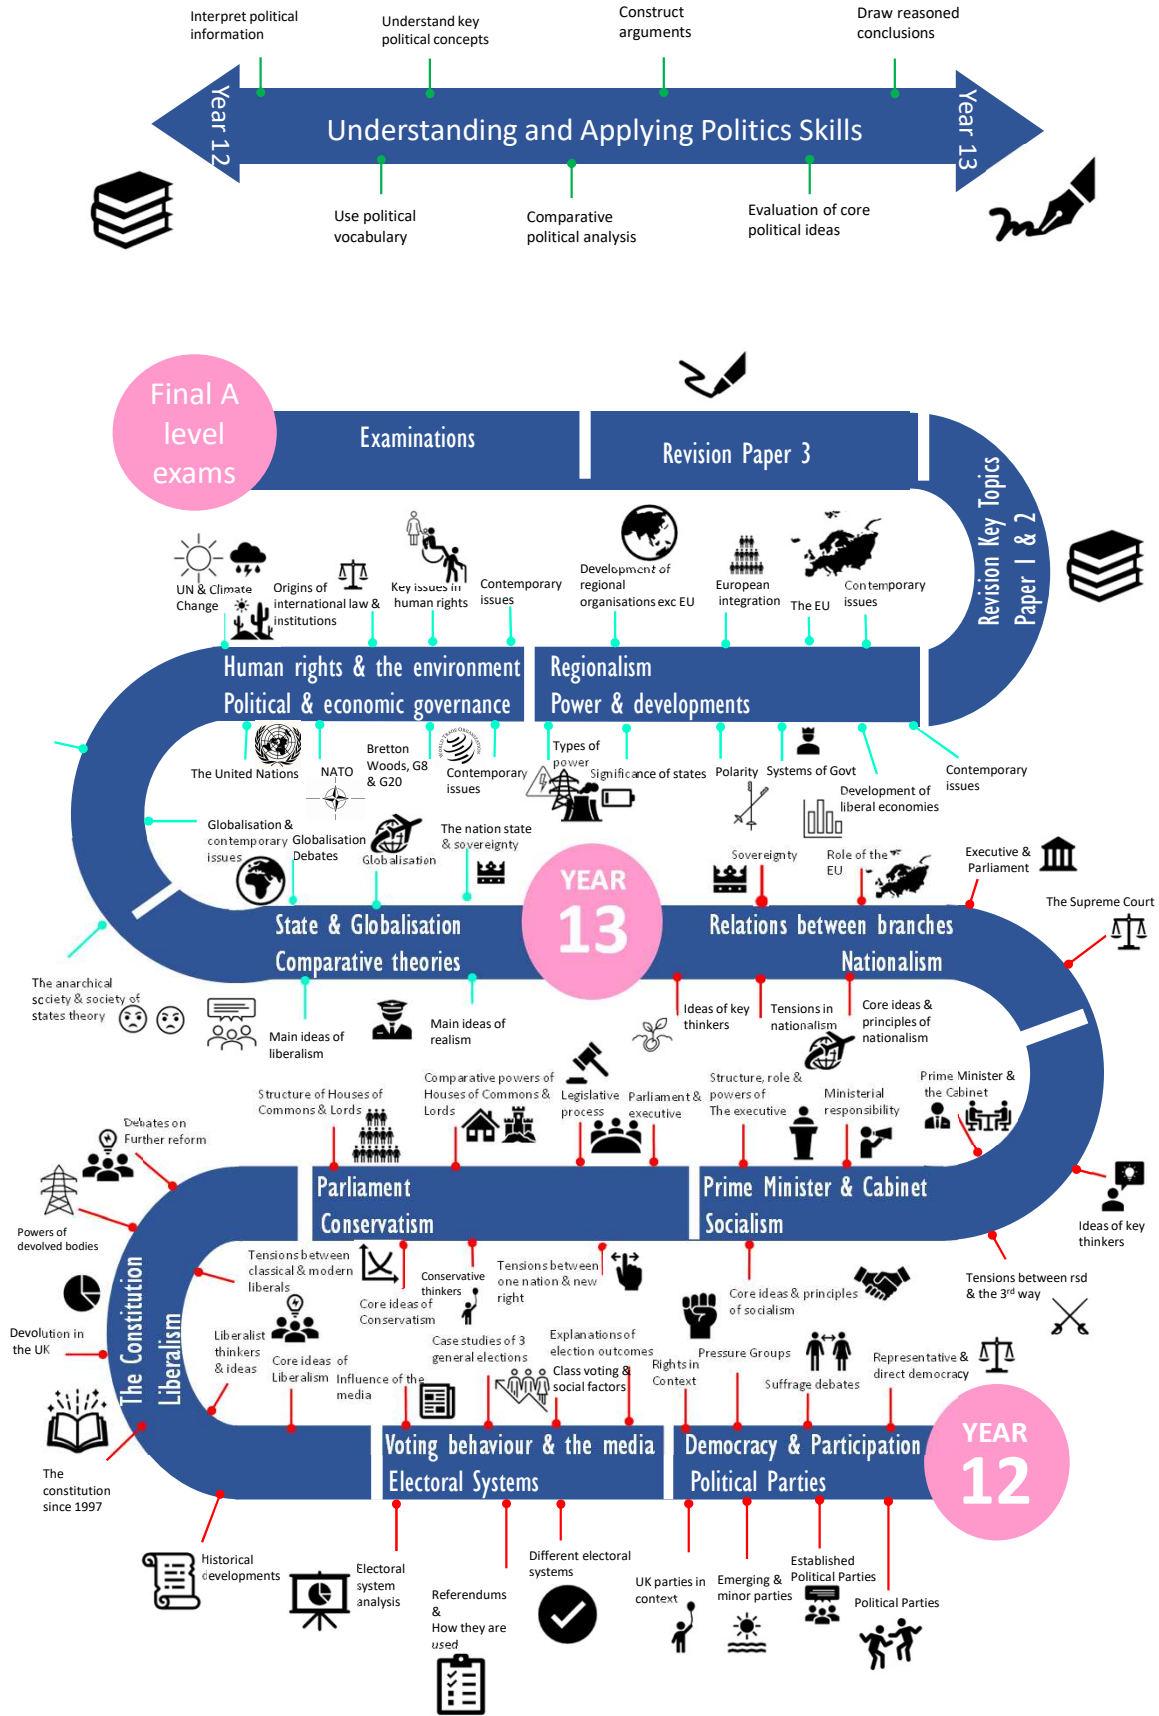 Interpret political
information
Understand key
political concepts
Construct
arguments
Draw reasoned
conclusions
Year 12
Understanding and Applying Politics Skills
Year 13
Use political
vocabulary
Comparative
political analysis
Evaluation of core
political ideas
Final A
level
exams
Examinations
Revision Paper 3
Revision Key Topics
Paper 1 & 2
UN & Climate
Change
Origins of
international law &
institutions
Key issues in
human rights
Contemporary
issues
Development of
regional
organisations exc EU
European
integration
The EU
Contemporary
issues
Human rights & the environment
Political & economic governance
Regionalism
Power & developments
The United Nations
NATO
Bretton
Woods, G8
& G20
WORLD TRADE ORGANIZATION
Contemporary
issues
Types of
power
Significance of states
Polarity
Systems of Govt
Development of
liberal economies
Contemporary
issues
Globalisation &
contemporary
issues
Globalisation
Debates
Globalisation
The nation state
& sovereignty
YEAR
13
Sovereignty
Role of the
EU
Executive &
Parliament
The Supreme Court
State & Globalisation
Comparative theories
Relations between branches
Nationalism
The anarchical
society & society of
states theory
Main ideas of
liberalism
Main ideas of
realism
Ideas of key
thinkers
Tensions in
nationalism
Core ideas &
principles of
nationalism
Structure of Houses of
Commons & Lords
Comparative powers of
Houses of Commons &
Lords
Legislative
process
Parliament &
executive
Structure, role &
powers of
The executive
Ministerial
responsibility
Prime Minister &
the Cabinet
Debates on
Further reform
Powers of
devolved bodies
Parliament
Conservatism
Prime Minister & Cabinet
Socialism
Ideas of key
thinkers
Tensions between rsd
& the 3rd way
Tensions between
classical & modern
liberals
Core ideas of
Conservatism
Conservative
thinkers
Tensions between
one nation & new
right
Core ideas & principles
of socialism
Devolution in
the UK
The Constitution
Liberalism
Liberalist
thinkers
& ideas
Core ideas of
Liberalism
Influence of the
media
Case studies of 3
general elections
Explanations of
election outcomes
Class voting &
social factors
Rights in
Context
Pressure Groups
Suffrage debates
Representative &
direct democracy
Voting behaviour & the media
Electoral Systems
Democracy & Participation
Political Parties
YEAR
12
The
constitution
since 1997
Historical
developments
Electoral
system
analysis
Referendums
&
How they are
used
Different electoral
systems
UK parties in
context
Emerging &
minor parties
Established
Political Parties
Political Parties